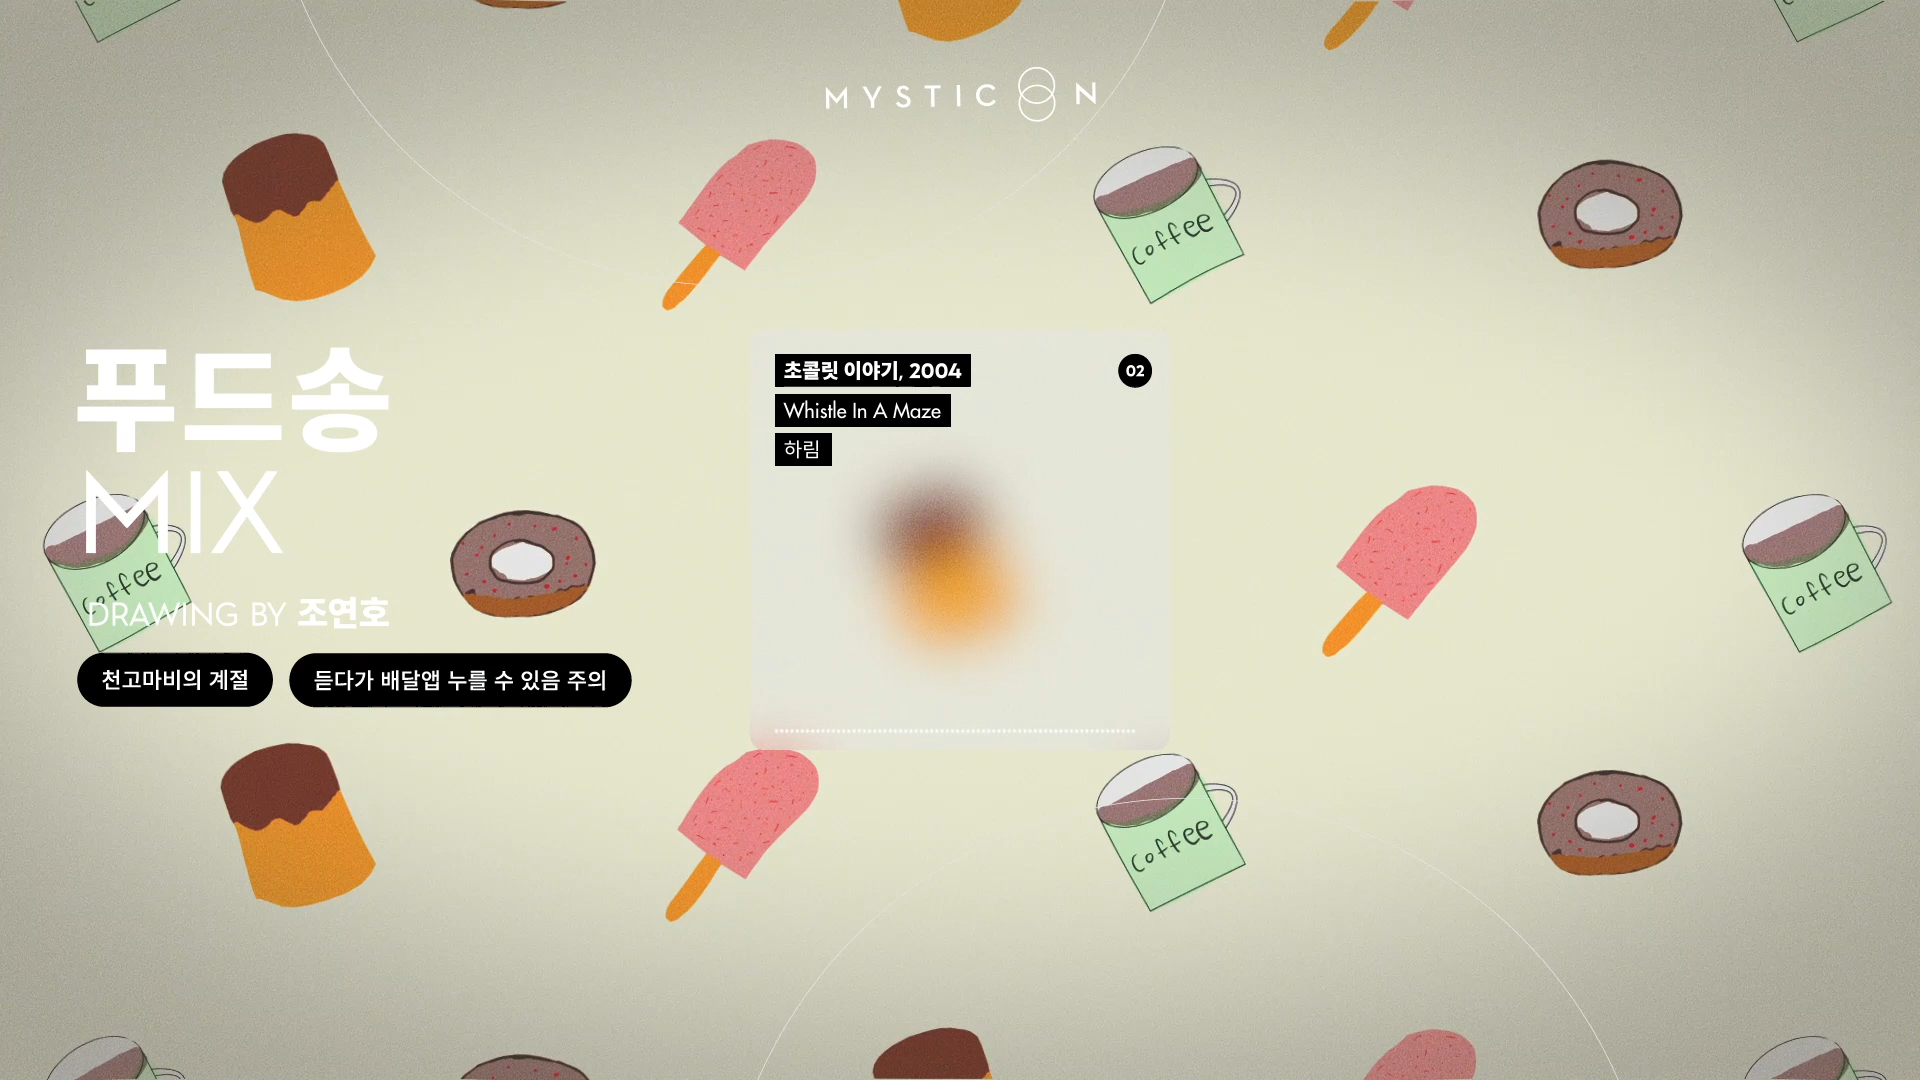 MYSTICON
Coffee
푸드송
MIX
초콜릿 이야기, 2004
02
Whistle In A Maze
하림
Coffee
Coffee
DRAWING BY 조연호
천고마비의 계절
듣다가 배달앱 누를 수 있음 주의
Coffee